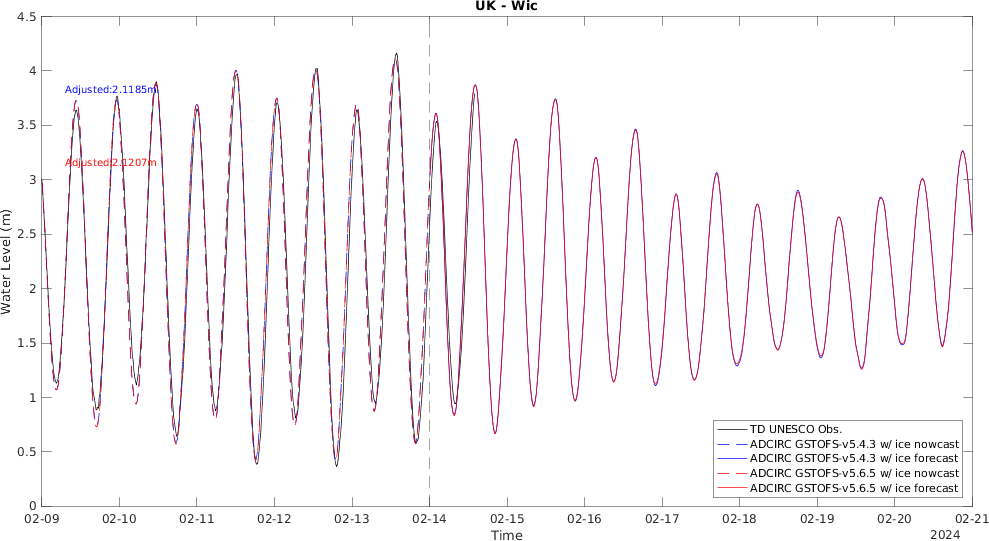 UK - Wic
4.5
4
3.5
3
2.5
2
1.5
1
0.5
0
Water Level (m)
Adjusted:2.1185m
Adjusted:2.1207m
TD UNESCO Obs.
ADCIRC GSTOFS-v5.4.3 w/ ice nowcast
ADCIRC GSTOFS-v5.4.3 w/ ice forecast
ADCIRC GSTOFS-v5.6.5 w/ ice nowcast
ADCIRC GSTOFS-v5.6.5 w/ ice forecast
02-09 02-10 02-11 02-12 02-13 02-14 02-15 02-16 02-17 02-18 02-19 02-20 02-21
Time
2024